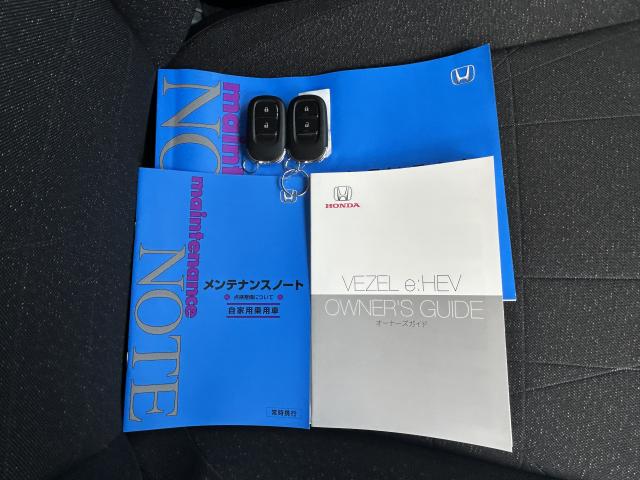 maintenance
NO
maintenance
NOTE
メンテナンスノート
点検整備について
自家用乗用車
常時携行
HONDA
VEZEL e:HEV
OWNER'S GUIDE
オーナーズガイド